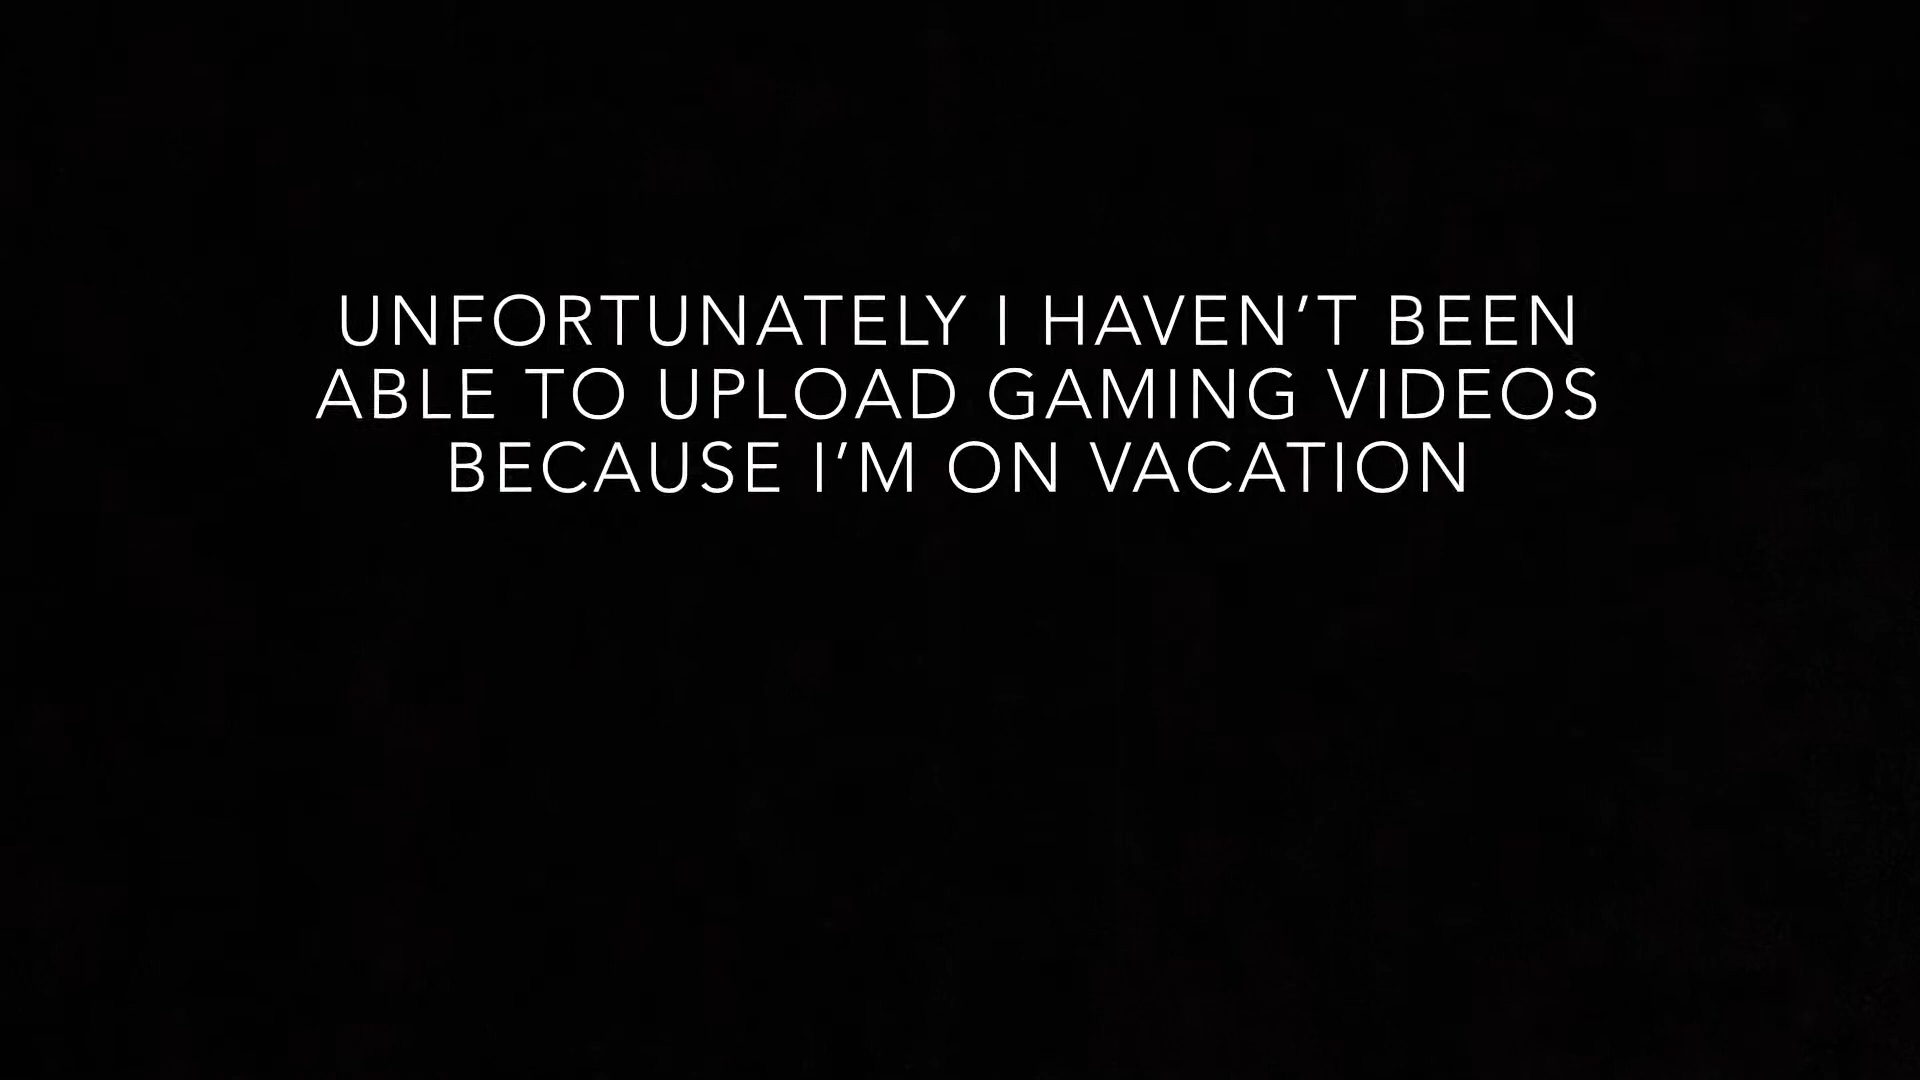 UNFORTUNATELY I HAVEN’T BEEN
ABLE TO UPLOAD GAMING VIDEOS
BECAUSE I’M ON VACATION